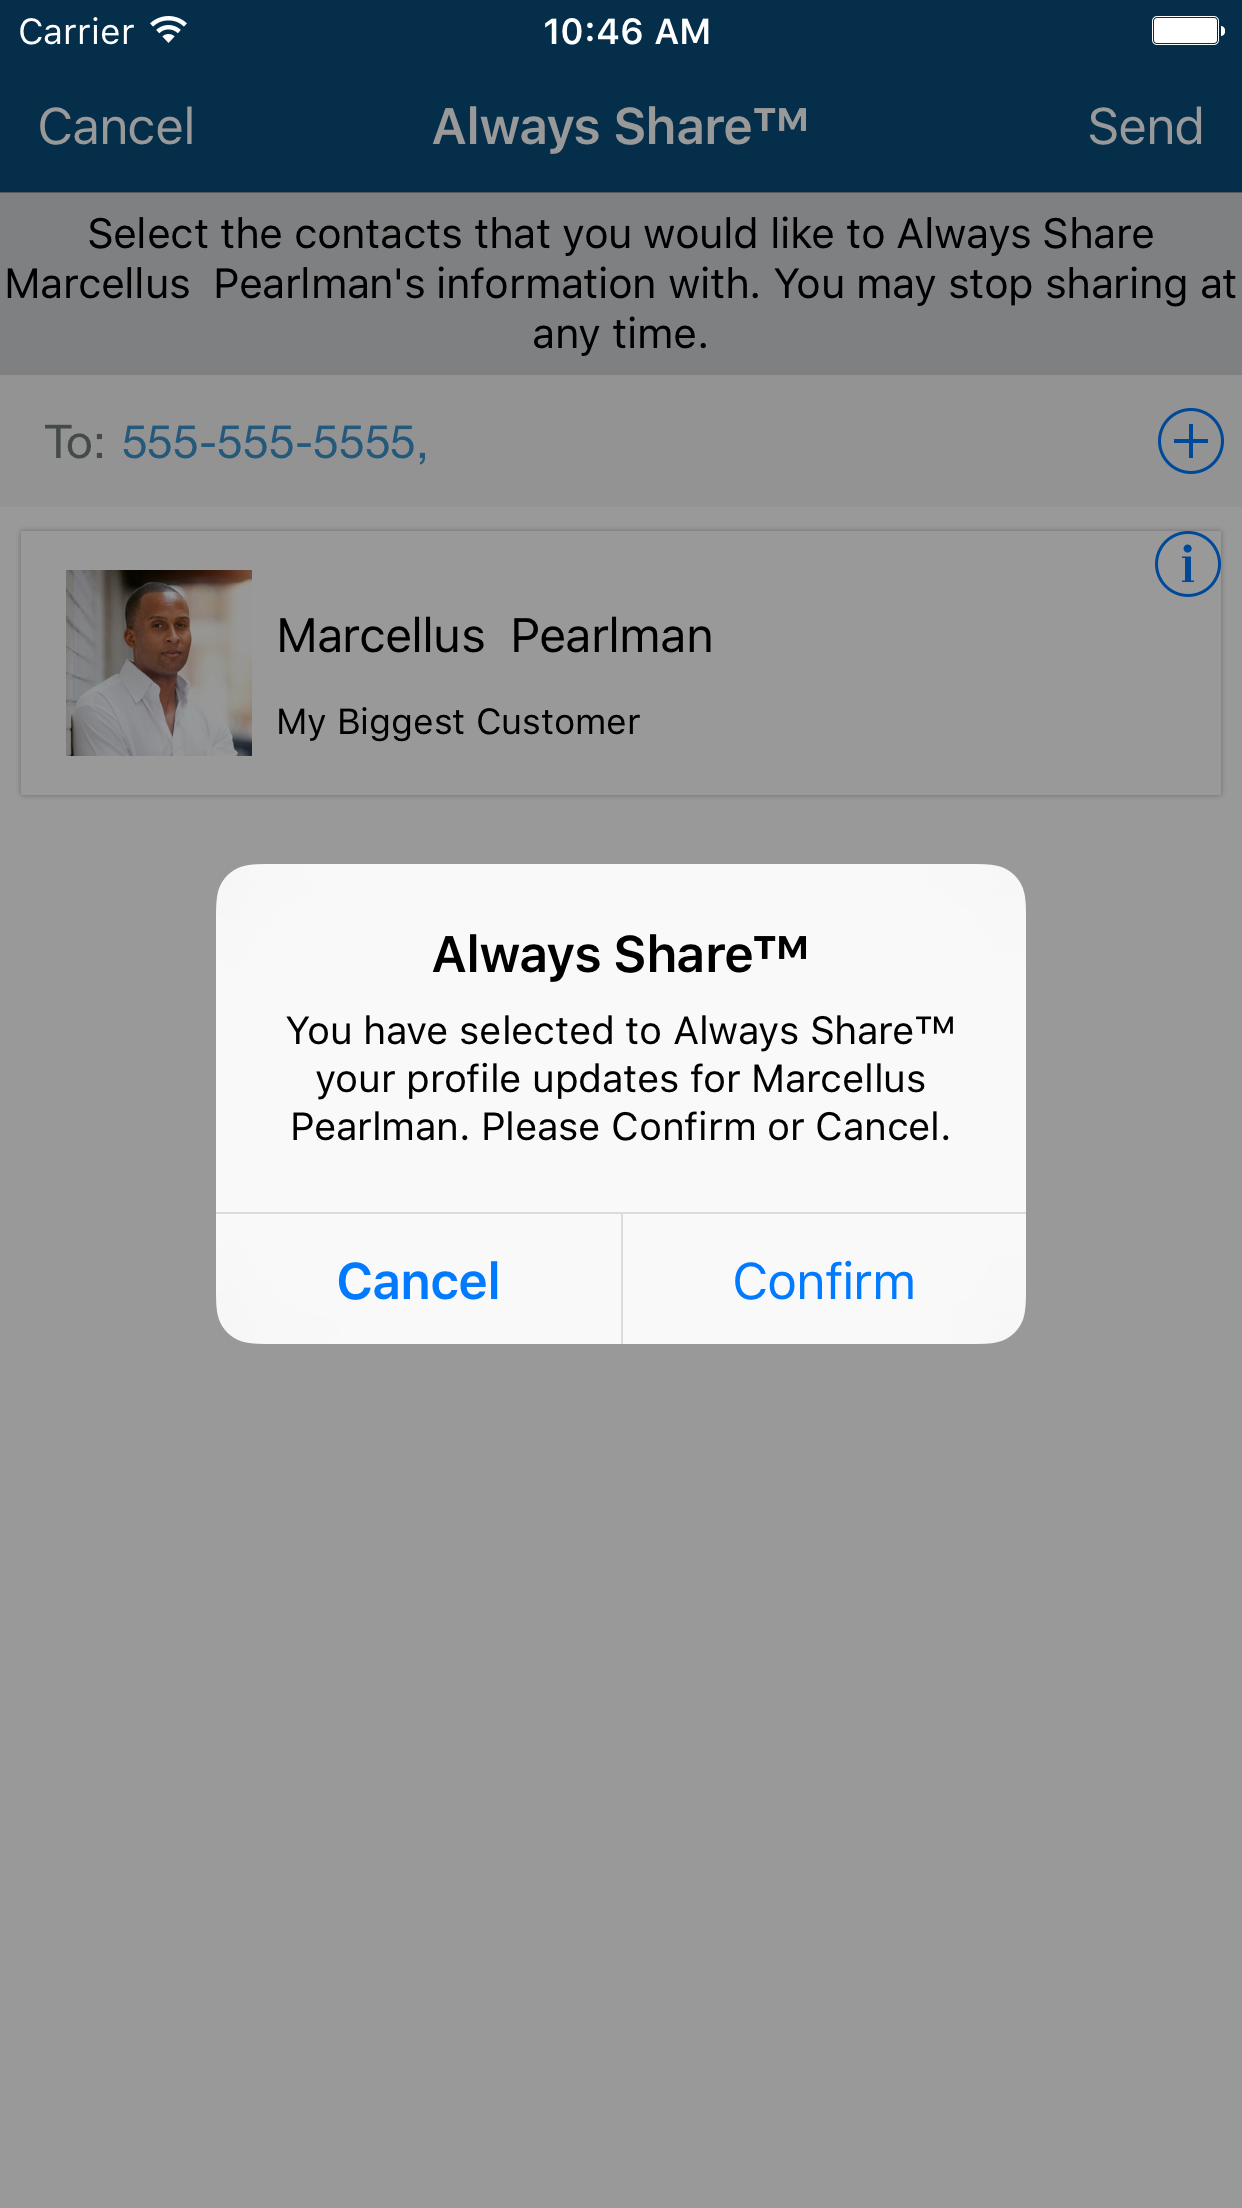 Carrier 10:46 AM
Cancel Always Share™ Send
Select the contacts that you would like to Always Share
Marcellus  Pearlman's information with. You may stop sharing at
any time.
To: 555-555-5555,
i
Marcellus  Pearlman
My Biggest Customer
Always Share™
You have selected to Always Share™
your profile updates for Marcellus
Pearlman. Please Confirm or Cancel.
Cancel Confirm